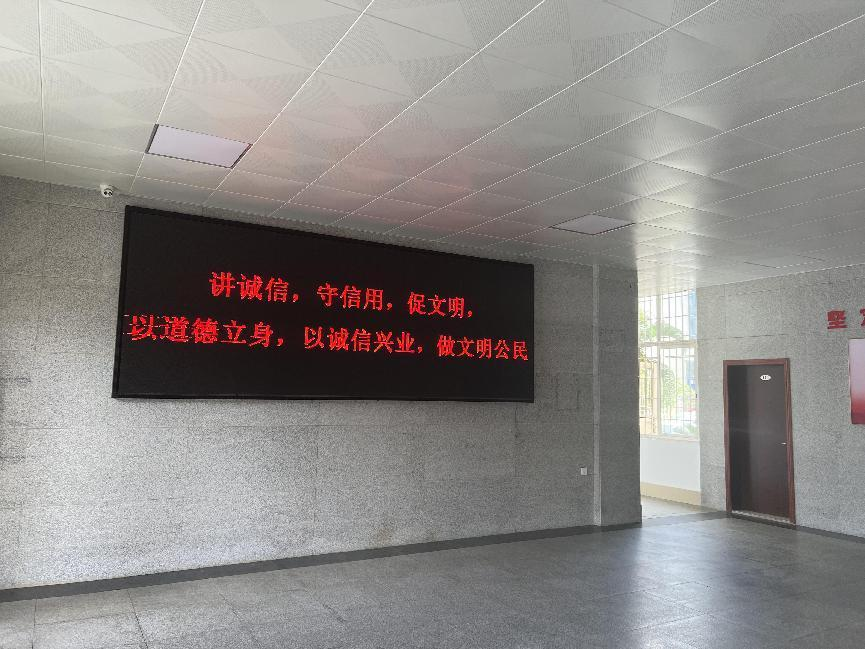 讲诚信，守信用，促文明，
以道德立身，以诚信兴业，做文明公民
坚